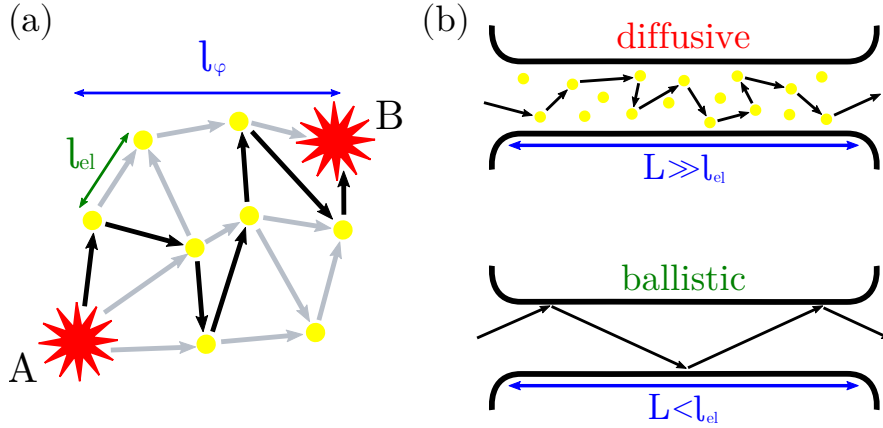 (a)
l_φ
B
l_el
A
(b)
diffusive
L≫l_el
ballistic
L<l_el